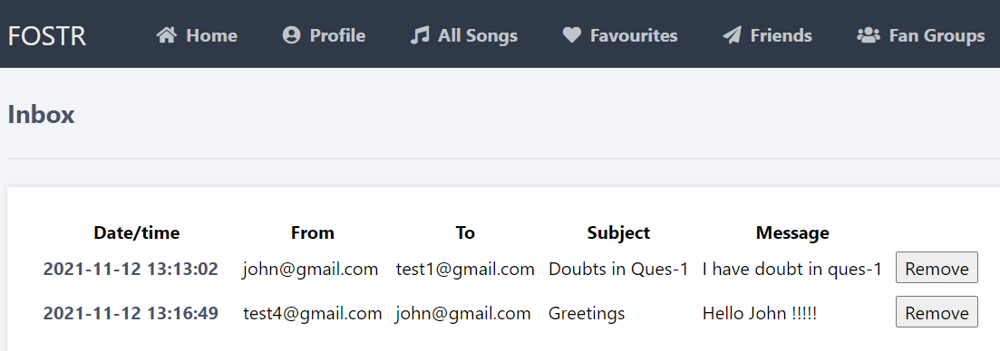 FOSTR Home Profile All Songs Favourites Friends Fan Groups
Inbox
Date/time From To Subject Message
2021-11-12 13:13:02 john@gmail.com test1@gmail.com Doubts in Ques-1 I have doubt in ques-1 Remove
2021-11-12 13:16:49 test4@gmail.com john@gmail.com Greetings Hello John !!!!! Remove